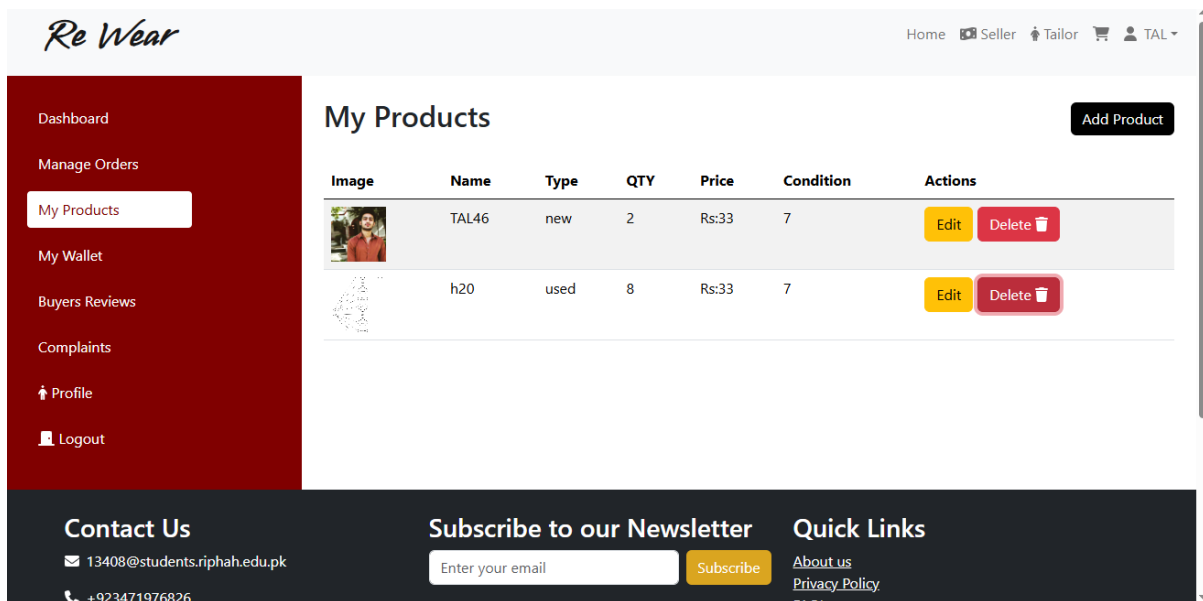 Re Wear
Home Seller Tailor TAL
Dashboard
Manage Orders
My Products
My Wallet
Buyers Reviews
Complaints
Profile
Logout
My Products
Add Product
Image Name Type QTY Price Condition Actions
TAL46 new 2 Rs:33 7 Edit Delete
h20 used 8 Rs:33 7 Edit Delete
Contact Us
13408@students.riphah.edu.pk
+923471976826
Subscribe to our Newsletter
Enter your email Subscribe
Quick Links
About us
Privacy Policy